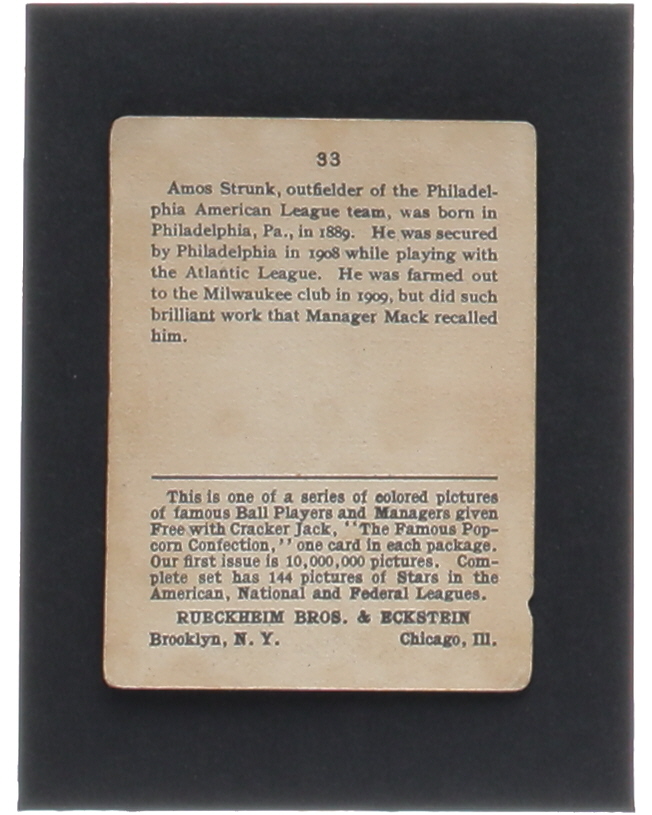 33
Amos Strunk, outfielder of the Philadel-
phia American League team, was born in
Philadelphia, Pa., in 1889. He was secured
by Philadelphia in 1908 while playing with
the Atlantic League. He was farmed out
to the Milwaukee club in 1909, but did such
brilliant work that Manager Mack recalled
him.
This is one of a series of colored pictures
of famous Ball Players and Managers given
Free with Cracker Jack, "The Famous Pop-
corn Confection," one card in each package.
Our first issue is 10,000,000 pictures. Com-
plete set has 144 pictures of Stars in the
American, National and Federal Leagues.
RUECKHEIM BROS. & ECKSTEIN
Brooklyn, N. Y. Chicago, Ill.